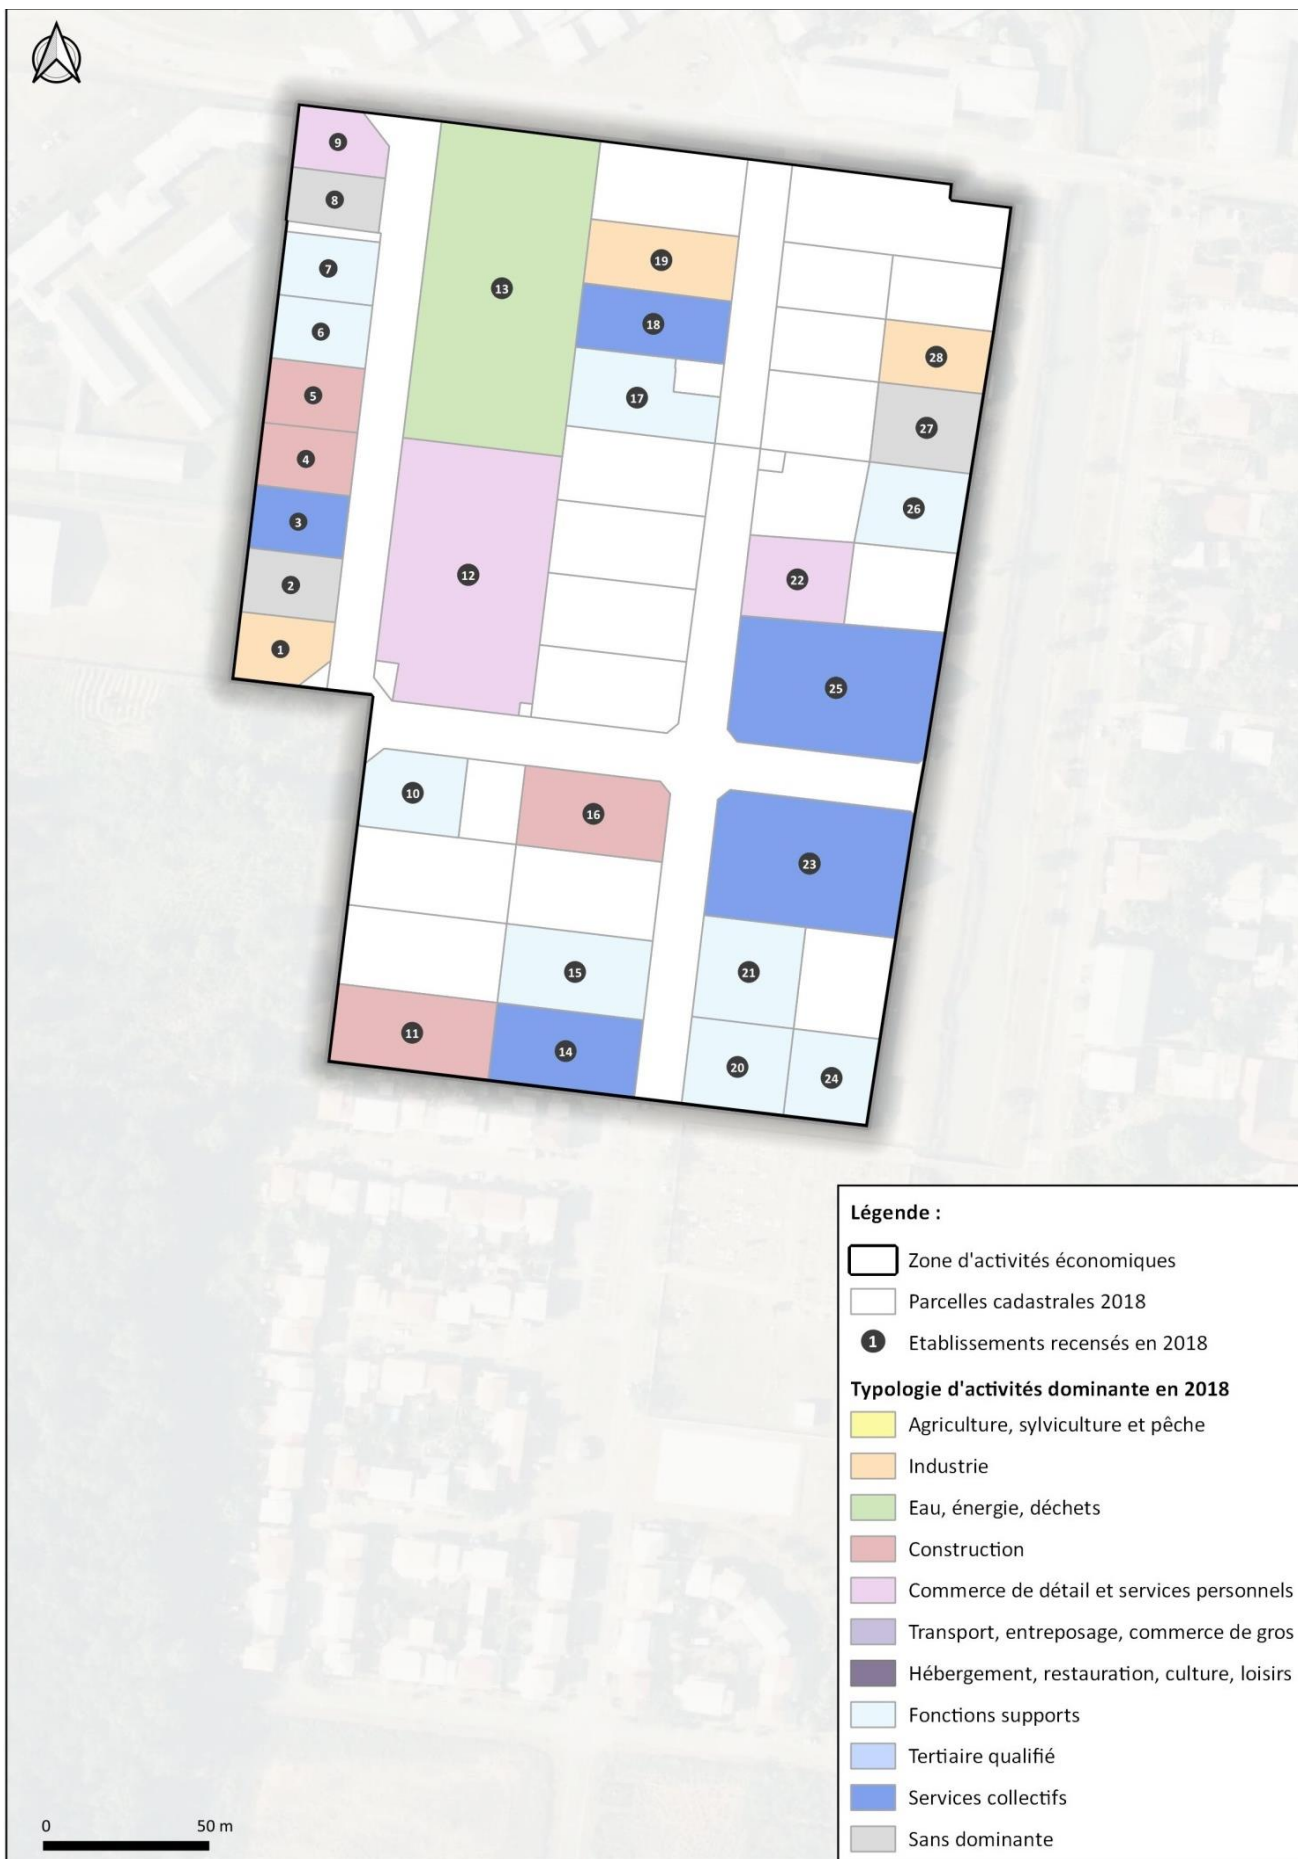 9
8
7
6
5
4
3
2
1
13
12
19
18
17
28
27
26
22
25
10
16
23
15
21
11
14
20
24
Légende :
Zone d'activités économiques
Parcelles cadastrales 2018
1 Etablissements recensés en 2018
Typologie d'activités dominante en 2018
Agriculture, sylviculture et pêche
Industrie
Eau, énergie, déchets
Construction
Commerce de détail et services personnels
Transport, entreposage, commerce de gros
Hébergement, restauration, culture, loisirs
Fonctions supports
Tertiaire qualifié
Services collectifs
Sans dominante
0 50 m